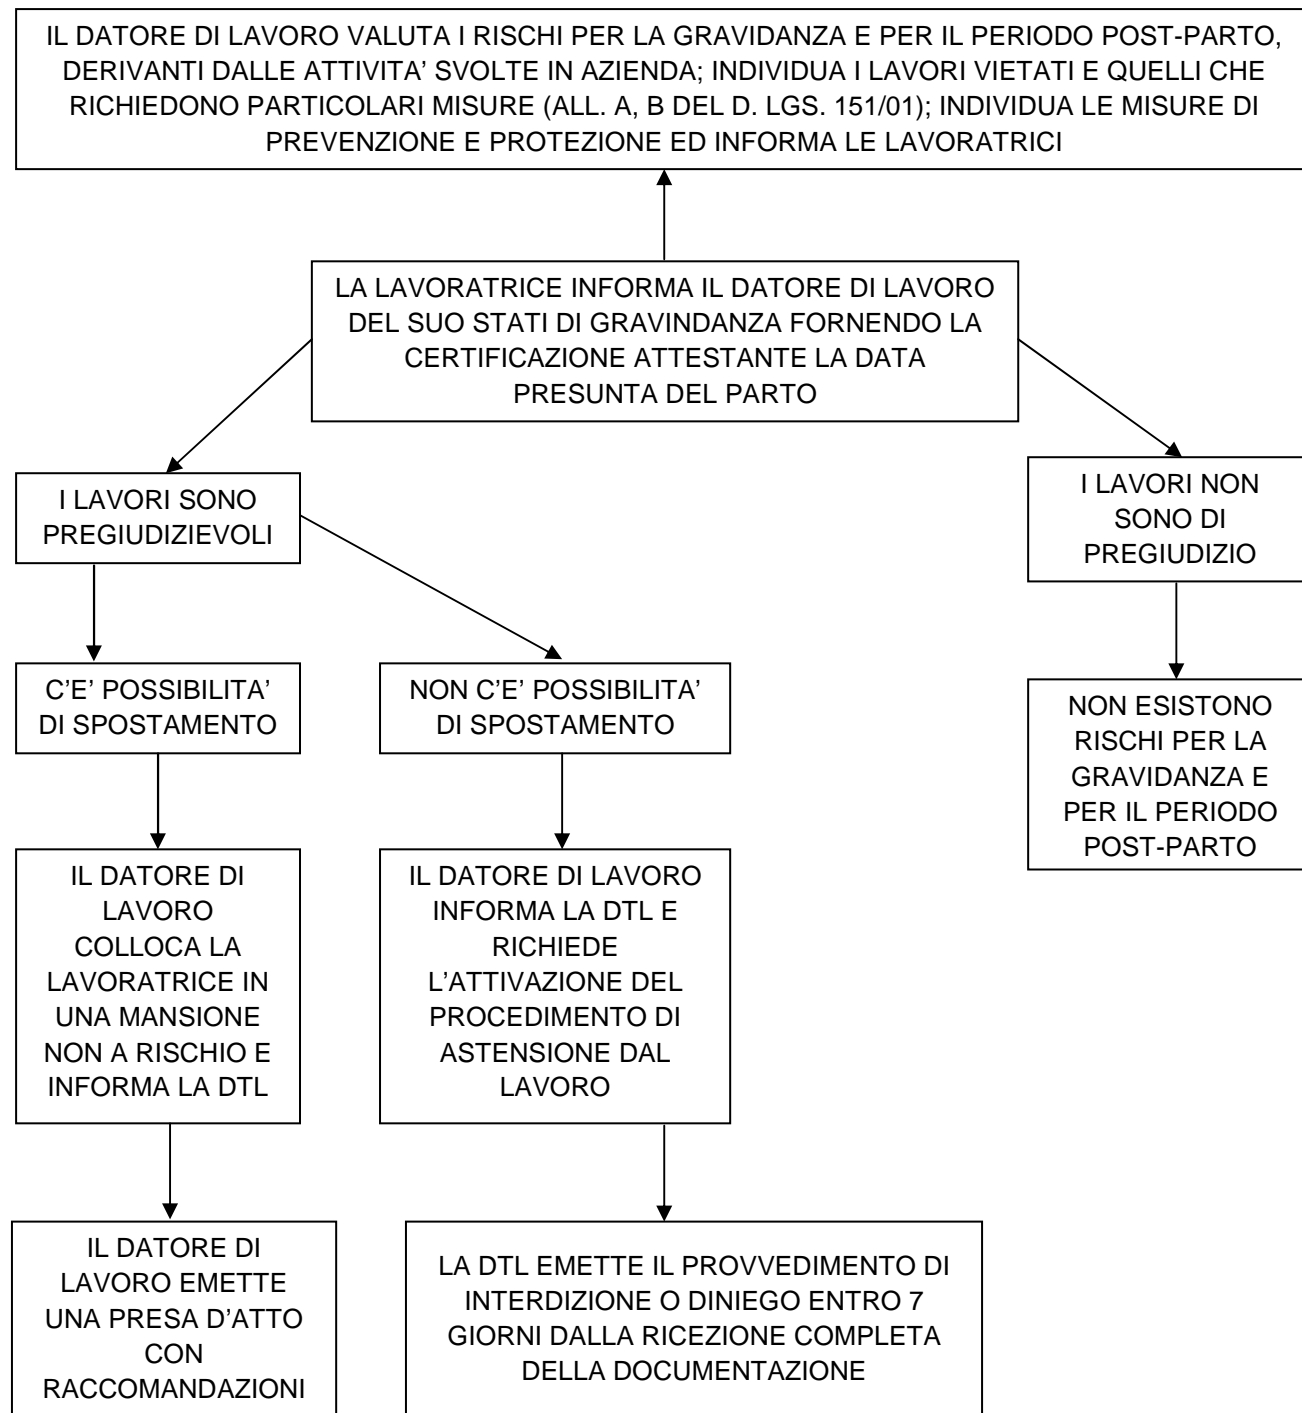 IL DATORE DI LAVORO VALUTA I RISCHI PER LA GRAVIDANZA E PER IL PERIODO POST-PARTO,
DERIVANTI DALLE ATTIVITA' SVOLTE IN AZIENDA; INDIVIDUA I LAVORI VIETATI E QUELLI CHE
RICHIEDONO PARTICOLARI MISURE (ALL. A, B DEL D. LGS. 151/01); INDIVIDUA LE MISURE DI
PREVENZIONE E PROTEZIONE ED INFORMA LE LAVORATRICI
LA LAVORATRICE INFORMA IL DATORE DI LAVORO
DEL SUO STATI DI GRAVINDANZA FORNENDO LA
CERTIFICAZIONE ATTESTANTE LA DATA
PRESUNTA DEL PARTO
I LAVORI SONO
PREGIUDIZIEVOLI
I LAVORI NON
SONO DI
PREGIUDIZIO
C'E' POSSIBILITA'
DI SPOSTAMENTO
NON C'E' POSSIBILITA'
DI SPOSTAMENTO
NON ESISTONO
RISCHI PER LA
GRAVIDANZA E
PER IL PERIODO
POST-PARTO
IL DATORE DI
LAVORO
COLLOCA LA
LAVORATRICE IN
UNA MANSIONE
NON A RISCHIO E
INFORMA LA DTL
IL DATORE DI LAVORO
INFORMA LA DTL E
RICHIEDE
L'ATTIVAZIONE DEL
PROCEDIMENTO DI
ASTENSIONE DAL
LAVORO
IL DATORE DI
LAVORO EMETTE
UNA PRESA D'ATTO
CON
RACCOMANDAZIONI
LA DTL EMETTE IL PROVVEDIMENTO DI
INTERDIZIONE O DINIEGO ENTRO 7
GIORNI DALLA RICEZIONE COMPLETA
DELLA DOCUMENTAZIONE